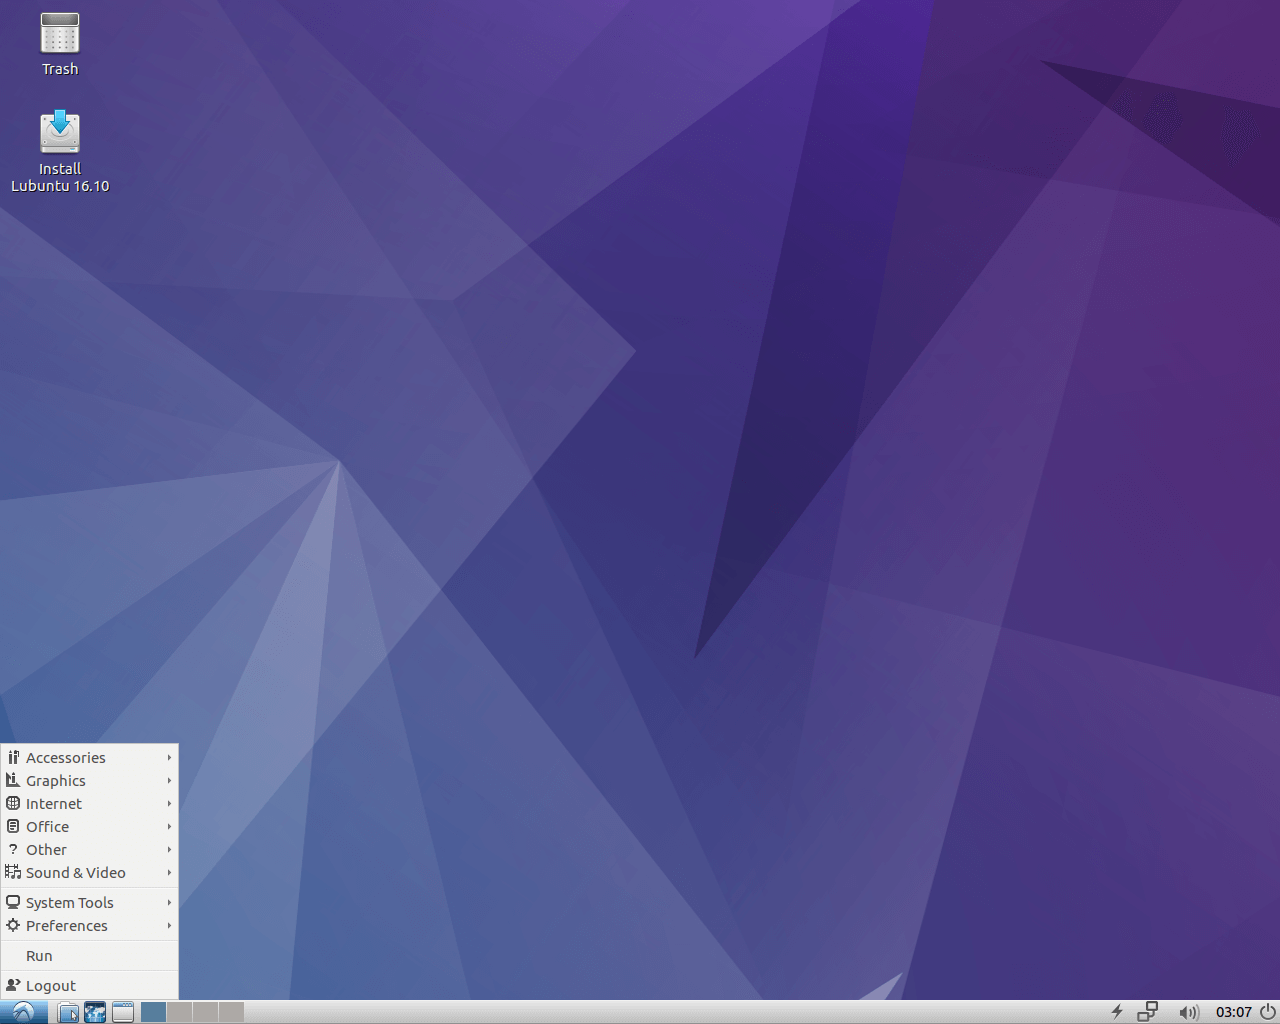 Trash
Install
Lubuntu 16.10
Accessories
Graphics
Internet
Office
Other
Sound & Video
System Tools
Preferences
Run
Logout
03:07